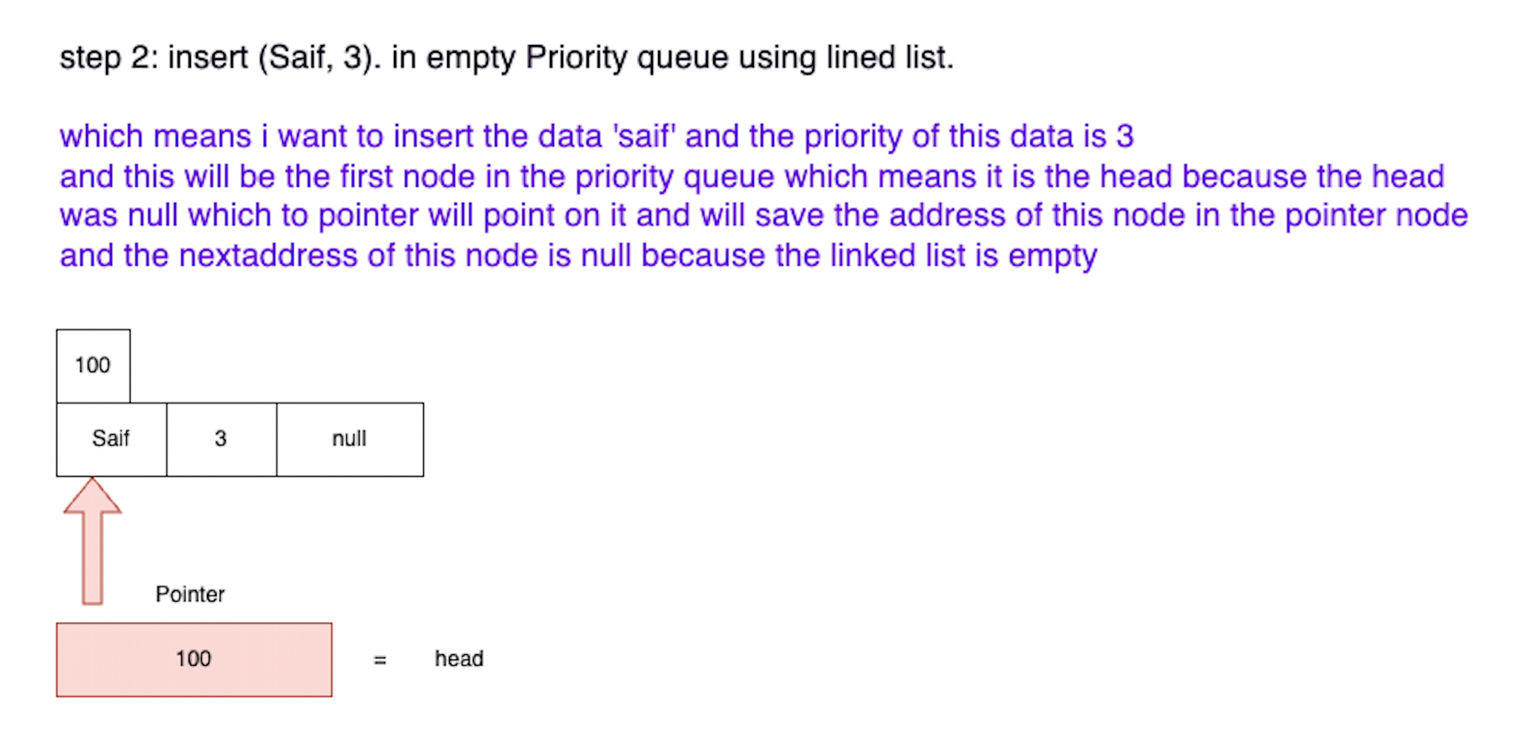 step 2: insert (Saif, 3). in empty Priority queue using lined list.
which means i want to insert the data 'saif' and the priority of this data is 3
and this will be the first node in the priority queue which means it is the head because the head
was null which to pointer will point on it and will save the address of this node in the pointer node
and the nextaddress of this node is null because the linked list is empty
100
Saif 3 null
Pointer
100 = head